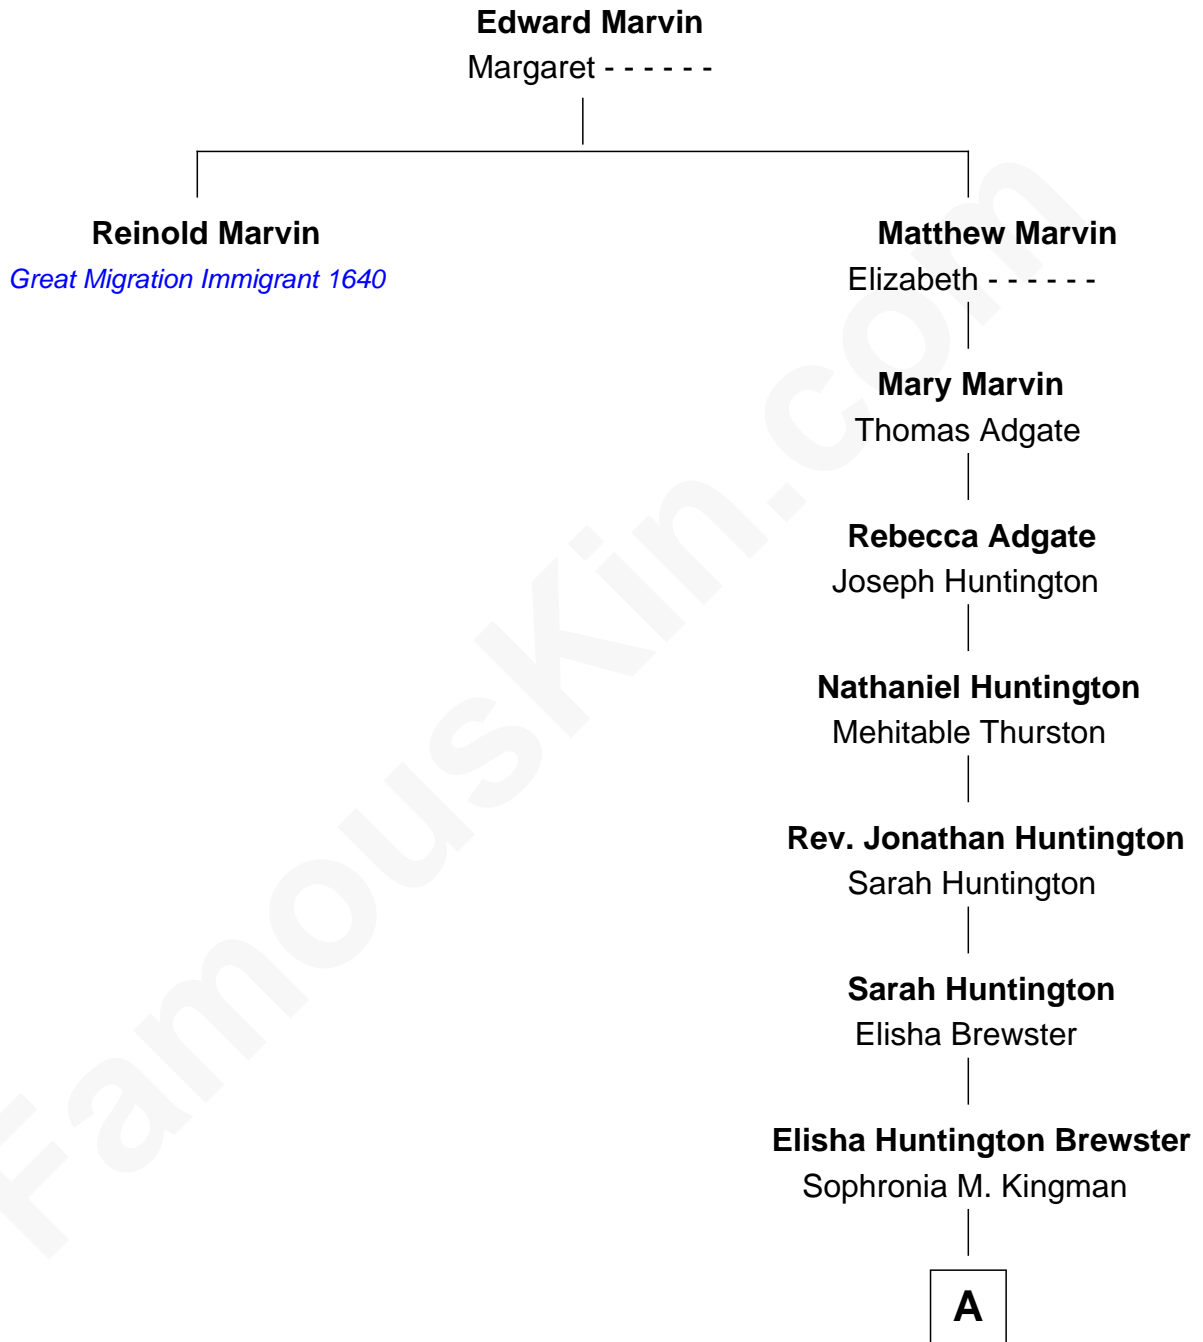 Edward Marvin
Margaret - - - - - -
Reinold Marvin
Great Migration Immigrant 1640
Matthew Marvin
Elizabeth - - - - - -
Mary Marvin
Thomas Adgate
Rebecca Adgate
Joseph Huntington
Nathaniel Huntington
Mehitable Thurston
Rev. Jonathan Huntington
Sarah Huntington
Sarah Huntington
Elisha Brewster
Elisha Huntington Brewster
Sophronia M. Kingman
A
FamousKin.com